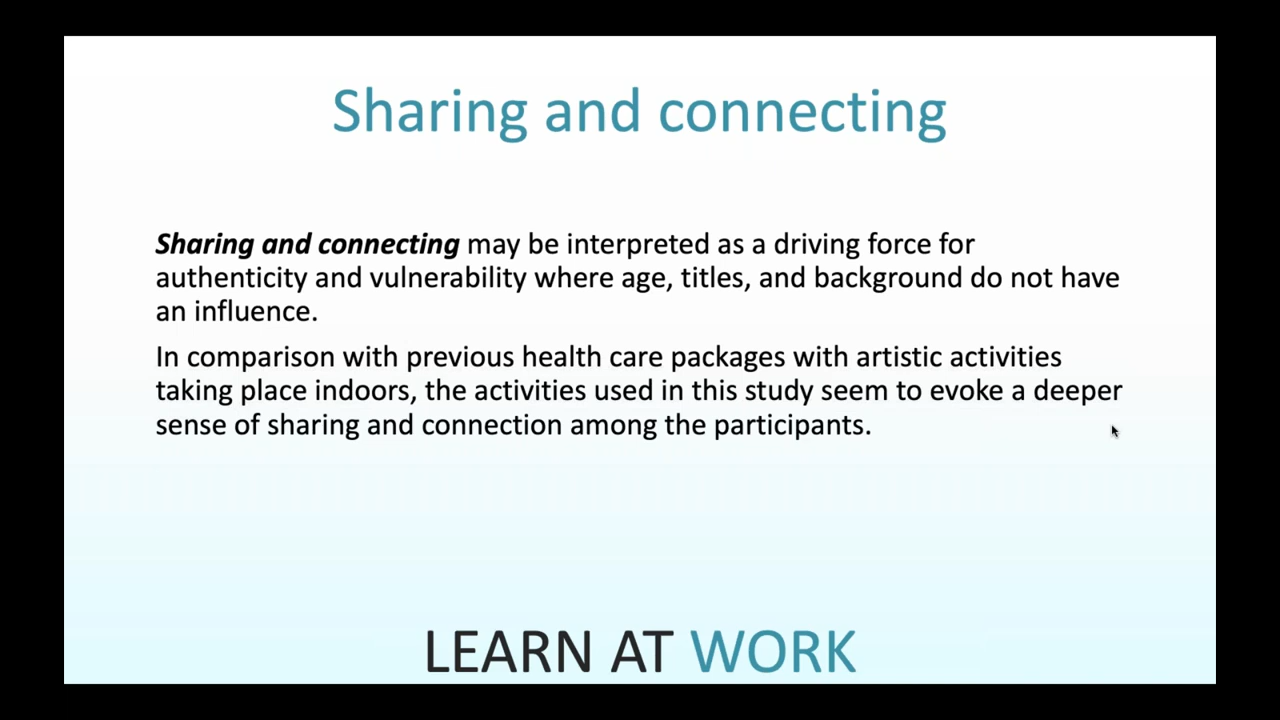 Sharing and connecting
Sharing and connecting may be interpreted as a driving force for
authenticity and vulnerability where age, titles, and background do not have
an influence.
In comparison with previous health care packages with artistic activities
taking place indoors, the activities used in this study seem to evoke a deeper
sense of sharing and connection among the participants.
LEARN AT WORK